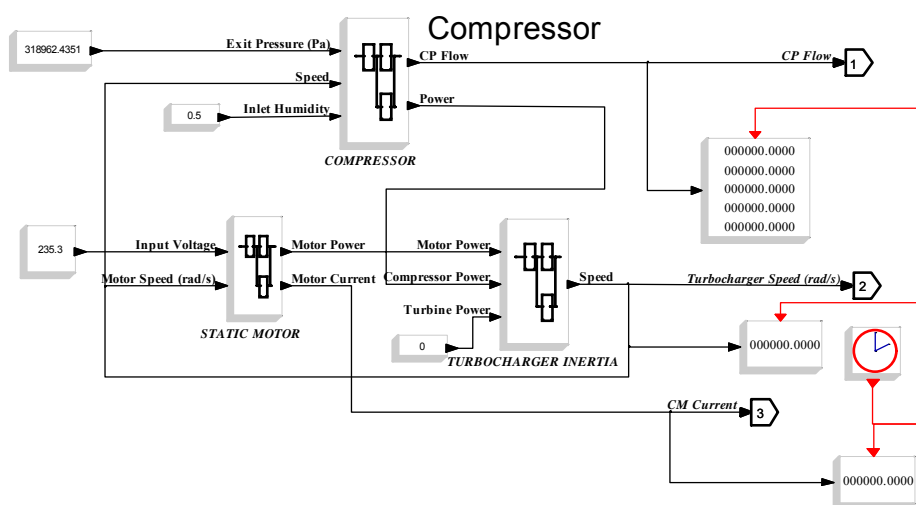 Compressor
318962.4351
Exit Pressure (Pa)
CP Flow
CP Flow
1
Speed
Power
0.5
Inlet Humidity
COMPRESSOR
000000.0000
000000.0000
000000.0000
000000.0000
000000.0000
235.3
Input Voltage
Motor Power
Motor Power
Motor Speed (rad/s)
Motor Current
Compressor Power
Speed
Turbocharger Speed (rad/s)
2
Turbine Power
STATIC MOTOR
0
TURBOCHARGER INERTIA
000000.0000
CM Current
3
000000.0000